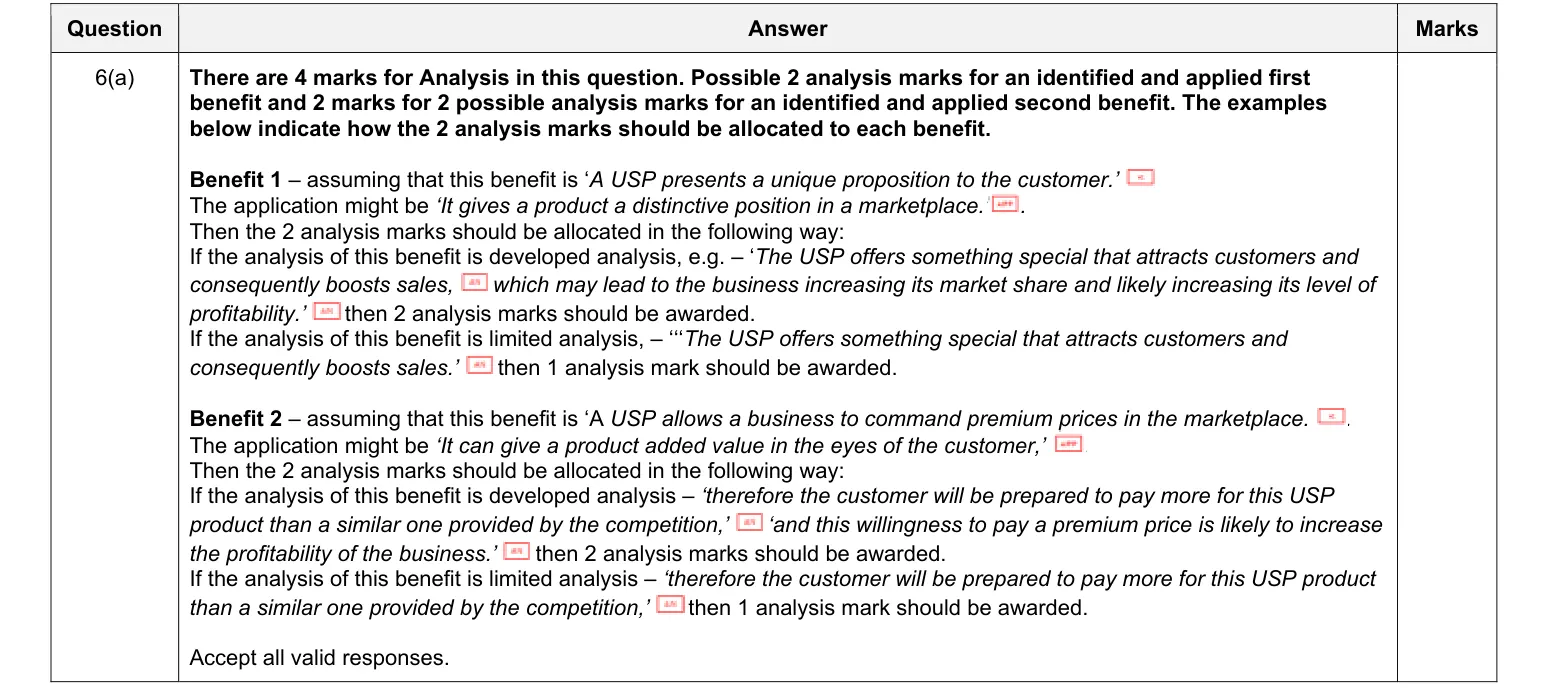 Question Answer Marks
6(a) There are 4 marks for Analysis in this question. Possible 2 analysis marks for an identified and applied first
benefit and 2 marks for 2 possible analysis marks for an identified and applied second benefit. The examples
below indicate how the 2 analysis marks should be allocated to each benefit.
Benefit 1 – assuming that this benefit is ‘A USP presents a unique proposition to the customer.’
The application might be ‘It gives a product a distinctive position in a marketplace.’ APP.
Then the 2 analysis marks should be allocated in the following way:
If the analysis of this benefit is developed analysis, e.g. – ‘The USP offers something special that attracts customers and
consequently boosts sales, AN which may lead to the business increasing its market share and likely increasing its level of
profitability.’ AN then 2 analysis marks should be awarded.
If the analysis of this benefit is limited analysis, – ‘“‘The USP offers something special that attracts customers and
consequently boosts sales.’ AN then 1 analysis mark should be awarded.
Benefit 2 – assuming that this benefit is ‘A USP allows a business to command premium prices in the marketplace. .
The application might be ‘It can give a product added value in the eyes of the customer,’ APP
Then the 2 analysis marks should be allocated in the following way:
If the analysis of this benefit is developed analysis – ‘therefore the customer will be prepared to pay more for this USP
product than a similar one provided by the competition,’ AN ‘and this willingness to pay a premium price is likely to increase
the profitability of the business.’ AN then 2 analysis marks should be awarded.
If the analysis of this benefit is limited analysis – ‘therefore the customer will be prepared to pay more for this USP product
than a similar one provided by the competition,’ AN then 1 analysis mark should be awarded.
Accept all valid responses.